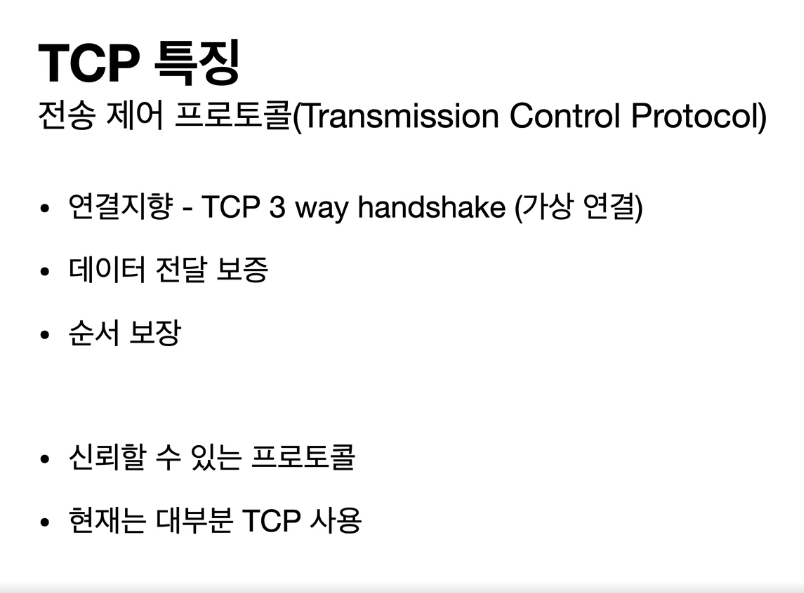 TCP 특징
전송 제어 프로토콜(Transmission Control Protocol)
• 연결지향 - TCP 3 way handshake (가상 연결)
• 데이터 전달 보증
• 순서 보장
• 신뢰할 수 있는 프로토콜
• 현재는 대부분 TCP 사용